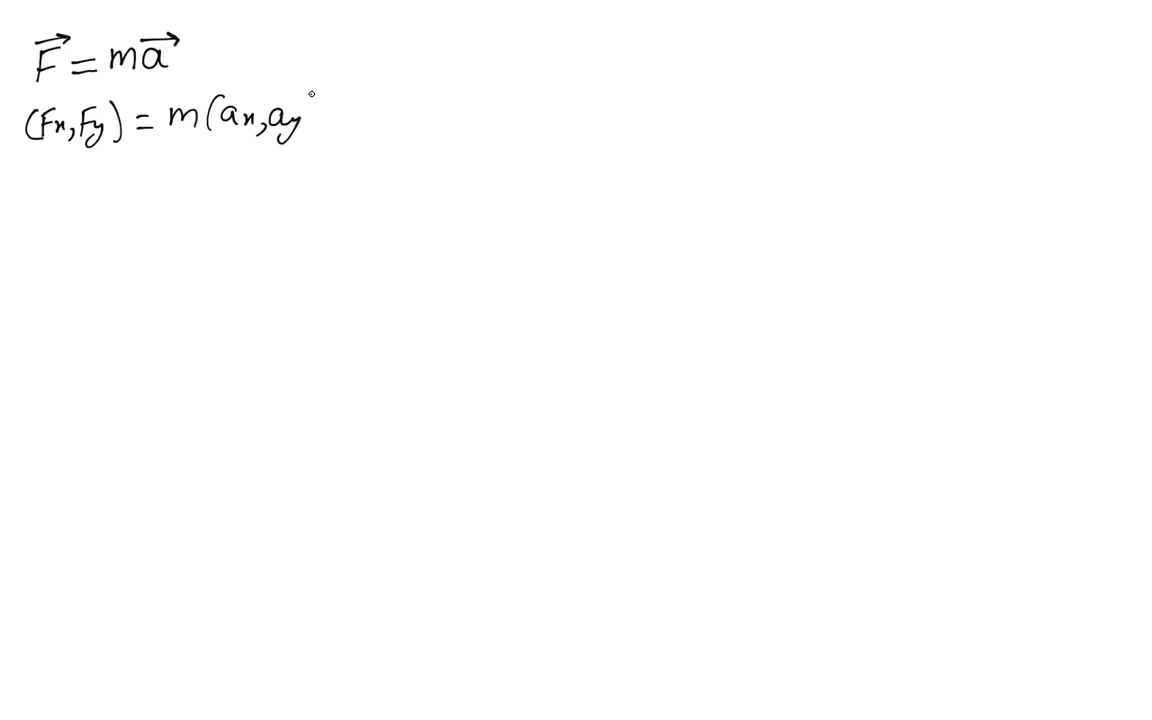 F⃗ = ma⃗
(Fx, Fy) = m(ax, ay